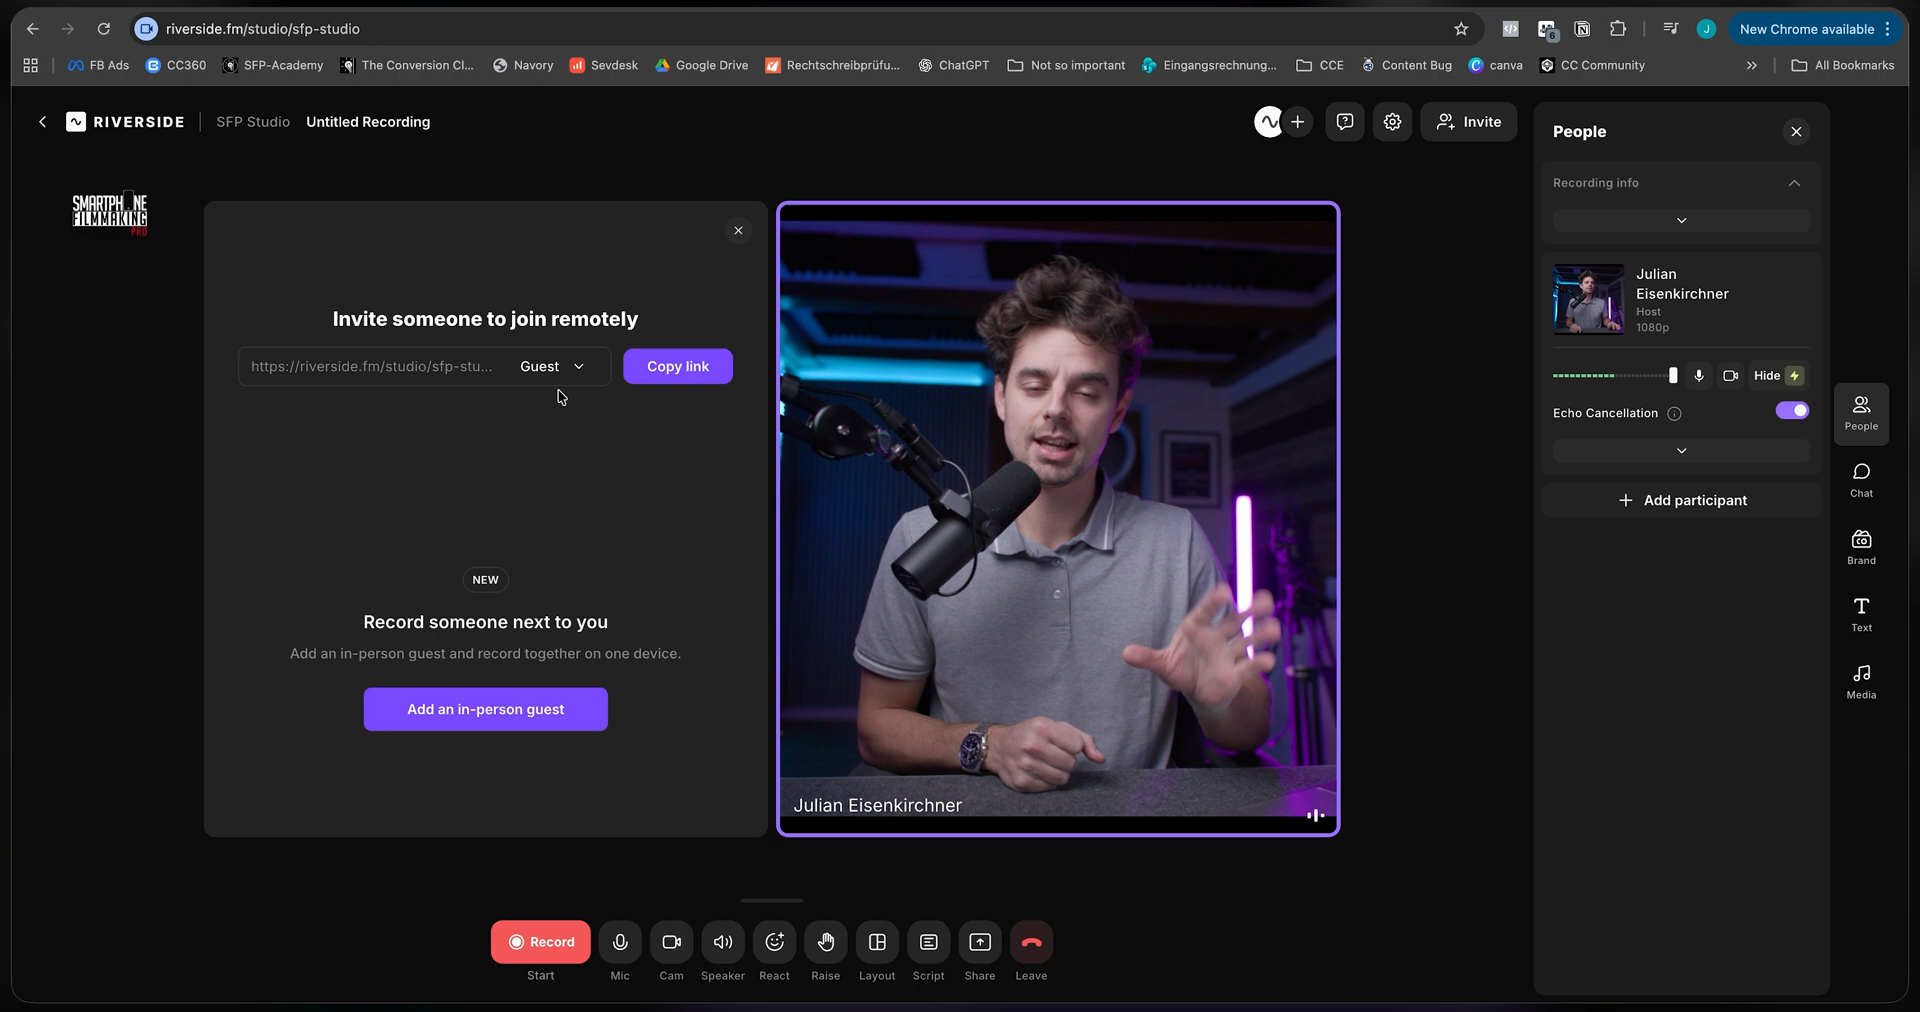 riverside.fm/studio/sfp-studio
6
J
New Chrome available
FB Ads
CC360
SFP-Academy
The Conversion Cl...
Navory
Sevdesk
Google Drive
Rechtschreibprüfu...
ChatGPT
Not so important
Eingangsrechnung...
CCE
Content Bug
canva
CC Community
All Bookmarks
RIVERSIDE
SFP Studio
Untitled Recording
Invite
People
Recording info
SMARTPHONE
FILMMAKING
PRO
Invite someone to join remotely
https://riverside.fm/studio/sfp-stu...
Guest
Copy link
NEW
Record someone next to you
Add an in-person guest and record together on one device.
Add an in-person guest
Julian Eisenkirchner
Julian
Eisenkirchner
Host
1080p
Hide
Echo Cancellation
Add participant
People
Chat
Brand
Text
Media
Record
Start
Mic
Cam
Speaker
React
Raise
Layout
Script
Share
Leave